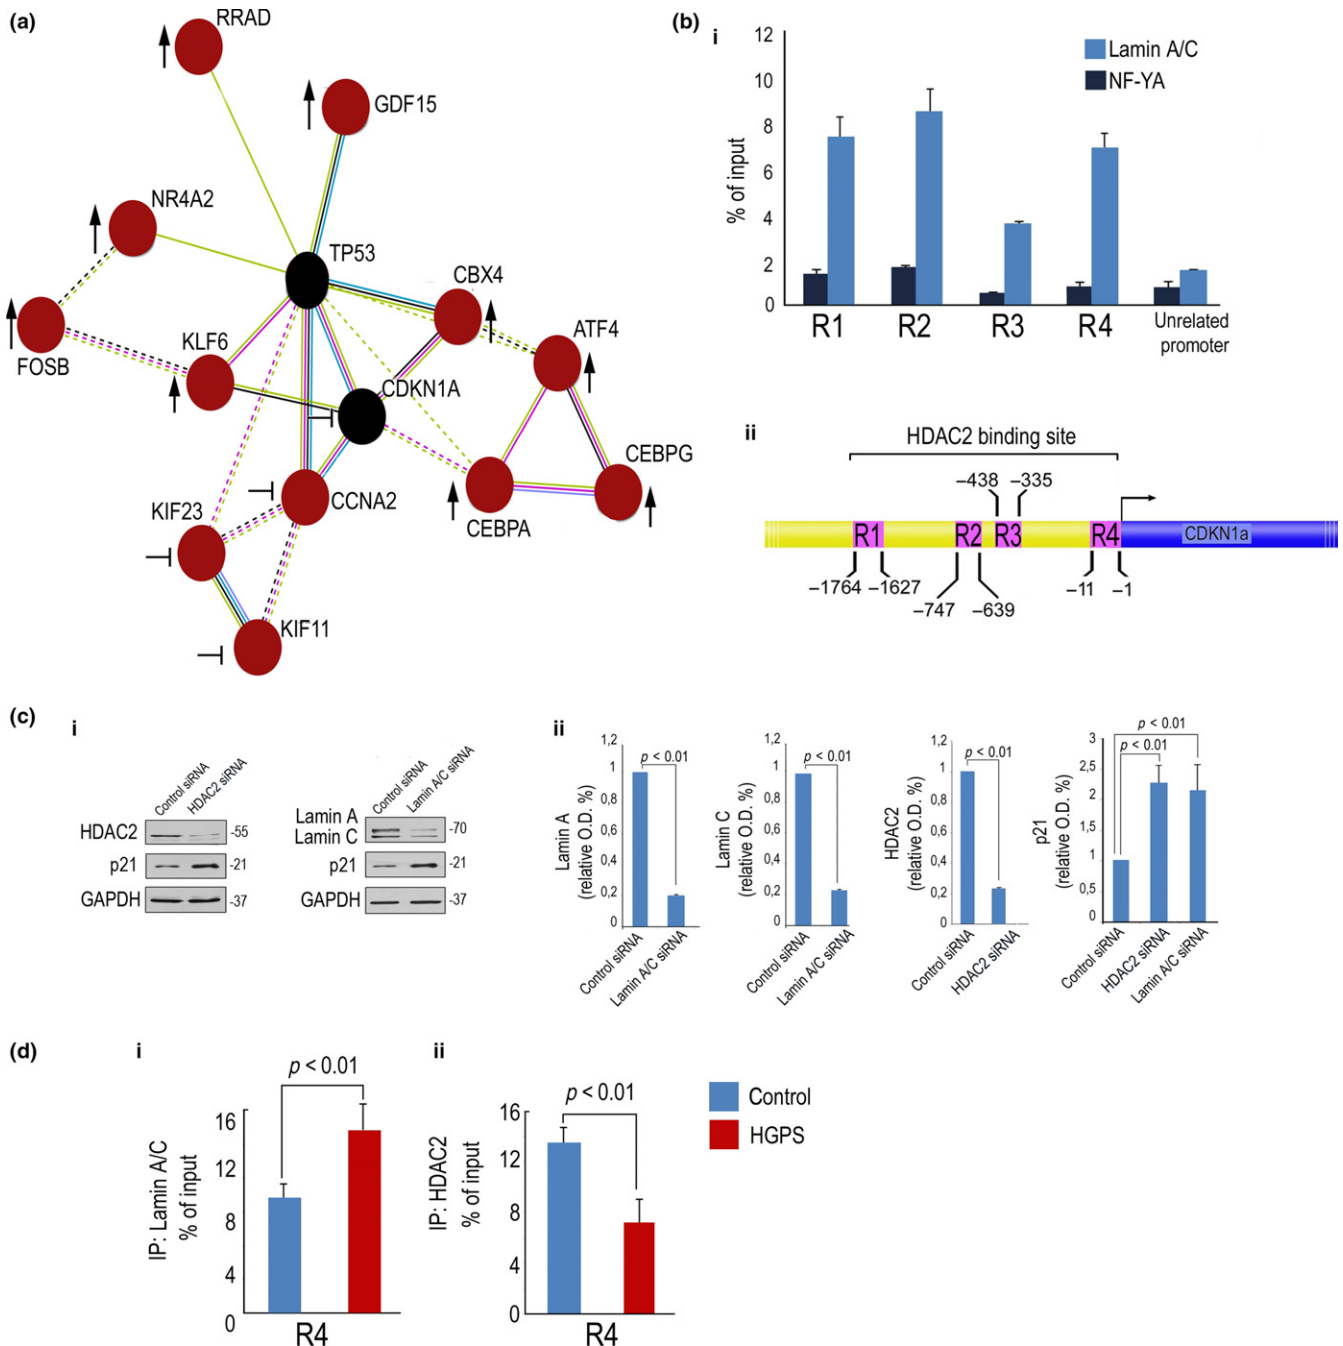 (a)
RRAD
GDF15
NR4A2
TP53
CBX4
ATF4
FOSB
KLF6
CDKN1A
CEBPG
CEBPA
CCNA2
KIF23
KIF11
(b)
i
12
10
8
6
4
2
0
% of input
Lamin A/C
NF-YA
R1
R2
R3
R4
Unrelated
promoter
ii
HDAC2 binding site
–438
–335
R1
R2
R3
R4
CDKN1a
–1764
–1627
–747
–639
–11
–1
(c)
i
Control siRNA
HDAC2 siRNA
HDAC2
-55
p21
-21
GAPDH
-37
Control siRNA
Lamin A/C siRNA
Lamin A
Lamin C
-70
p21
-21
GAPDH
-37
ii
Lamin A
(relative O.D. %)
1,2
1
0,8
0,6
0,4
0,2
0
p < 0.01
Control siRNA
Lamin A/C siRNA
Lamin C
(relative O.D. %)
1,2
1
0,8
0,6
0,4
0,2
0
p < 0.01
Control siRNA
Lamin A/C siRNA
HDAC2
(relative O.D. %)
1,2
1
0,8
0,6
0,4
0,2
0
p < 0.01
Control siRNA
HDAC2 siRNA
p21
(relative O.D. %)
3
2,5
2
1,5
1
0,5
0
p < 0.01
p < 0.01
Control siRNA
HDAC2 siRNA
Lamin A/C siRNA
(d)
i
IP: Lamin A/C
% of input
16
12
8
4
0
p < 0.01
R4
ii
IP: HDAC2
% of input
16
12
8
4
0
p < 0.01
R4
Control
HGPS